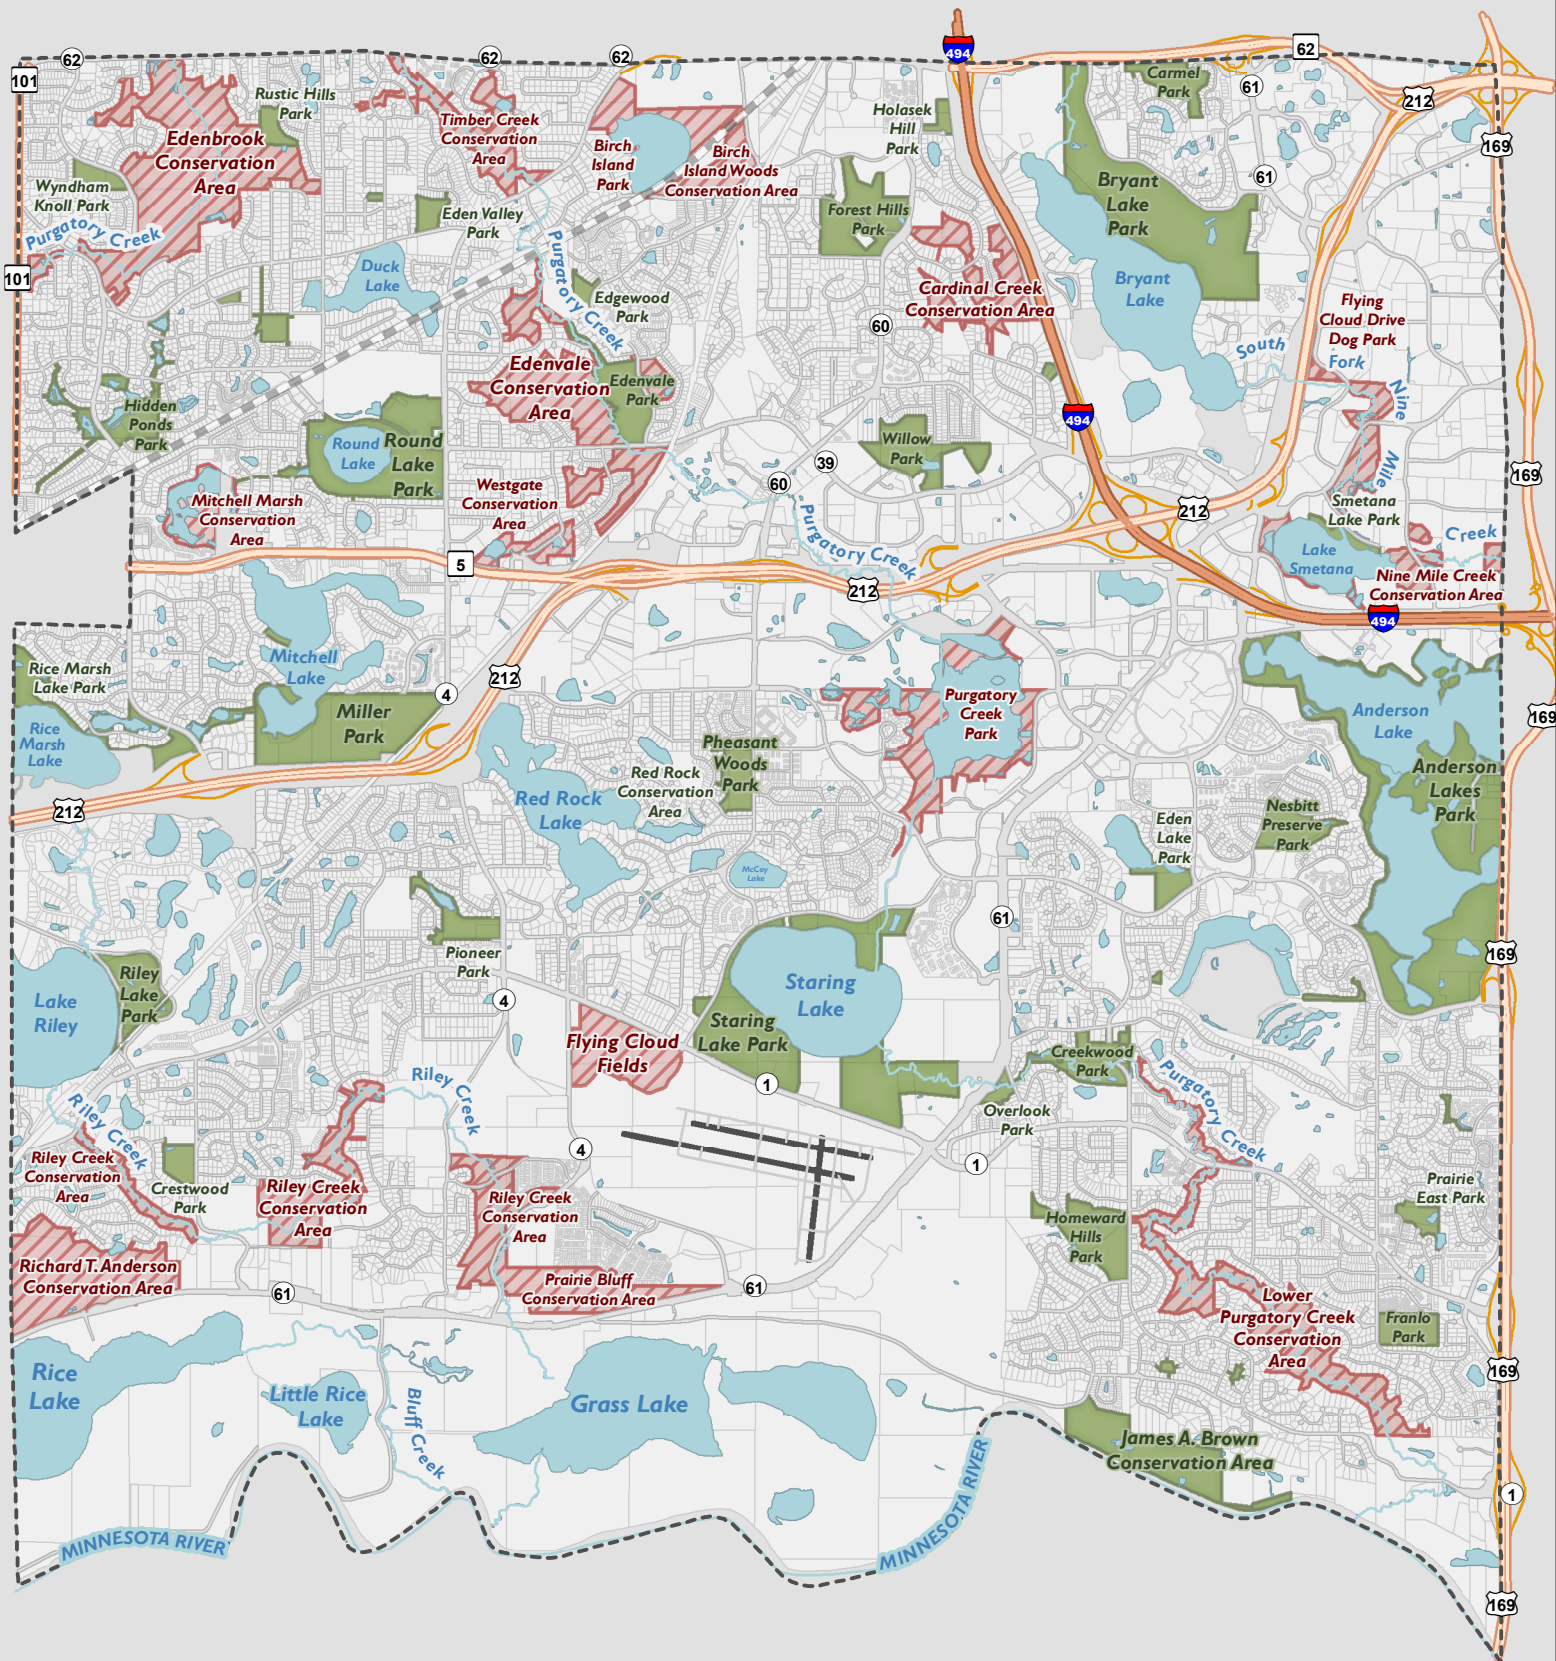 494
62
62
62
62
101
Carmel
Park
61
212
Rustic Hills
Park
Holasek
Hill
Park
Timber Creek
Conservation
Area
Edenbrook
Conservation
Area
Birch
Island
Park
Birch
Island Woods
Conservation Area
169
61
Wyndham
Knoll Park
Bryant
Lake
Park
Forest Hills
Park
Eden Valley
Park
Purgatory Creek
101
Duck
Lake
Purgatory Creek
Edgewood
Park
Cardinal Creek
Conservation Area
Bryant
Lake
Flying
Cloud Drive
Dog Park
60
South
Fork
Nine
Mile
Creek
Edenvale
Conservation
Area
Edenvale
Park
Hidden
Ponds
Park
494
Round
Lake
Round
Lake
Park
Willow
Park
39
60
169
Westgate
Conservation
Area
Mitchell Marsh
Conservation
Area
212
Smetana
Lake Park
Purgatory Creek
Lake
Smetana
5
212
Nine Mile Creek
Conservation Area
494
Rice Marsh
Lake Park
Mitchell
Lake
212
4
Miller
Park
Purgatory
Creek
Park
Anderson
Lake
169
Rice
Marsh
Lake
Pheasant
Woods
Park
Red Rock
Conservation
Area
Red Rock
Lake
Anderson
Lakes
Park
212
Nesbitt
Preserve
Park
Eden
Lake
Park
McCoy
Lake
61
Pioneer
Park
169
Riley
Lake
Park
Lake
Riley
Staring
Lake
4
Staring
Lake Park
Flying Cloud
Fields
Creekwood
Park
1
Riley Creek
Riley Creek
Purgatory Creek
Overlook
Park
4
1
Riley Creek
Conservation
Area
Crestwood
Park
Riley Creek
Conservation
Area
Riley Creek
Conservation
Area
Prairie
East Park
Homeward
Hills
Park
Richard T. Anderson
Conservation Area
61
Prairie Bluff
Conservation Area
61
Lower
Purgatory Creek
Conservation
Area
Franlo
Park
169
Rice
Lake
Little Rice
Lake
Bluff Creek
Grass Lake
James A. Brown
Conservation Area
1
MINNESOTA RIVER
MINNESOTA RIVER
169